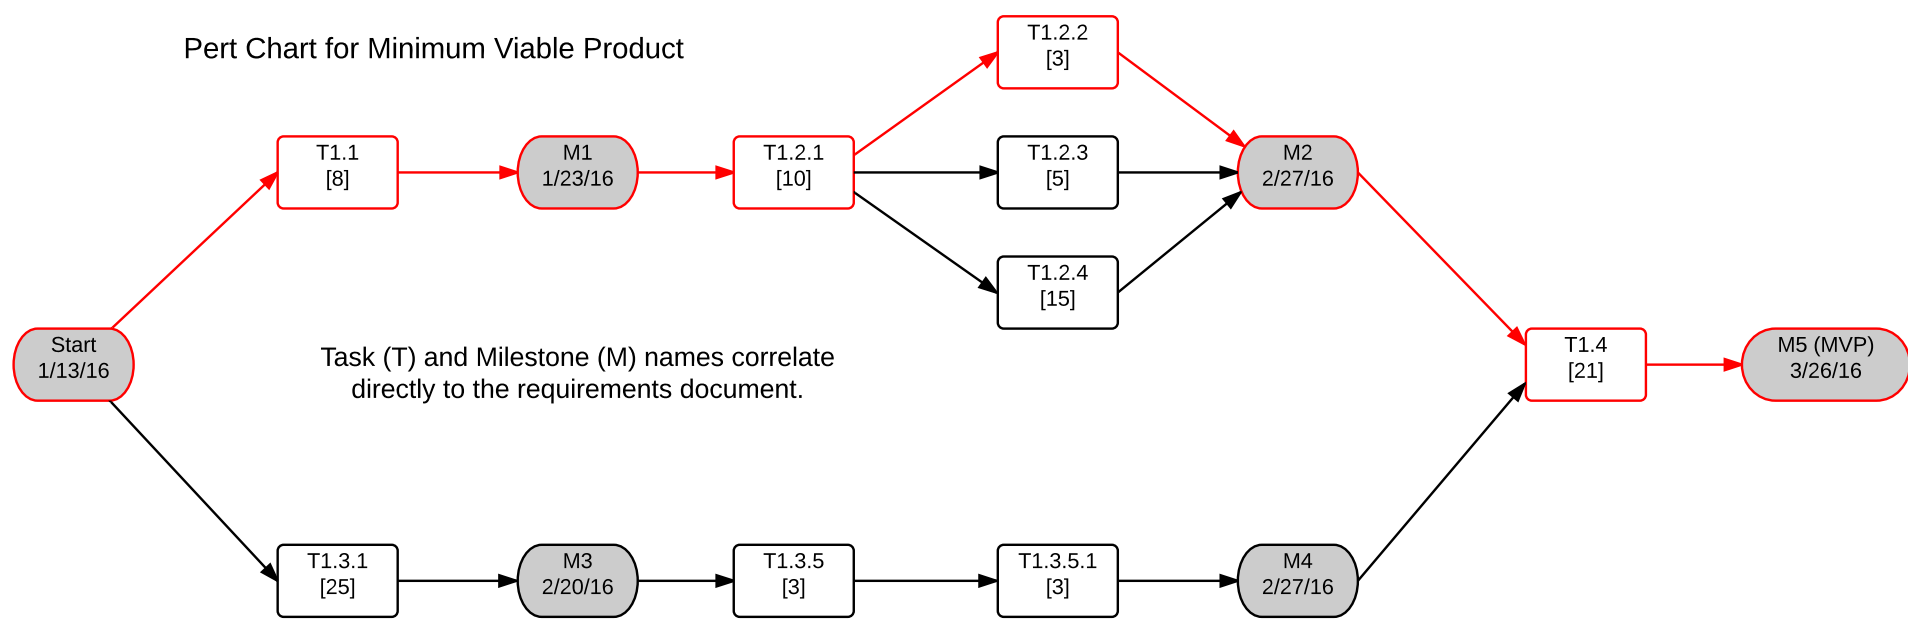 Pert Chart for Minimum Viable Product
T1.2.2
[3]
T1.1
[8]
M1
1/23/16
T1.2.1
[10]
T1.2.3
[5]
M2
2/27/16
T1.2.4
[15]
Start
1/13/16
Task (T) and Milestone (M) names correlate
directly to the requirements document.
T1.4
[21]
M5 (MVP)
3/26/16
T1.3.1
[25]
M3
2/20/16
T1.3.5
[3]
T1.3.5.1
[3]
M4
2/27/16